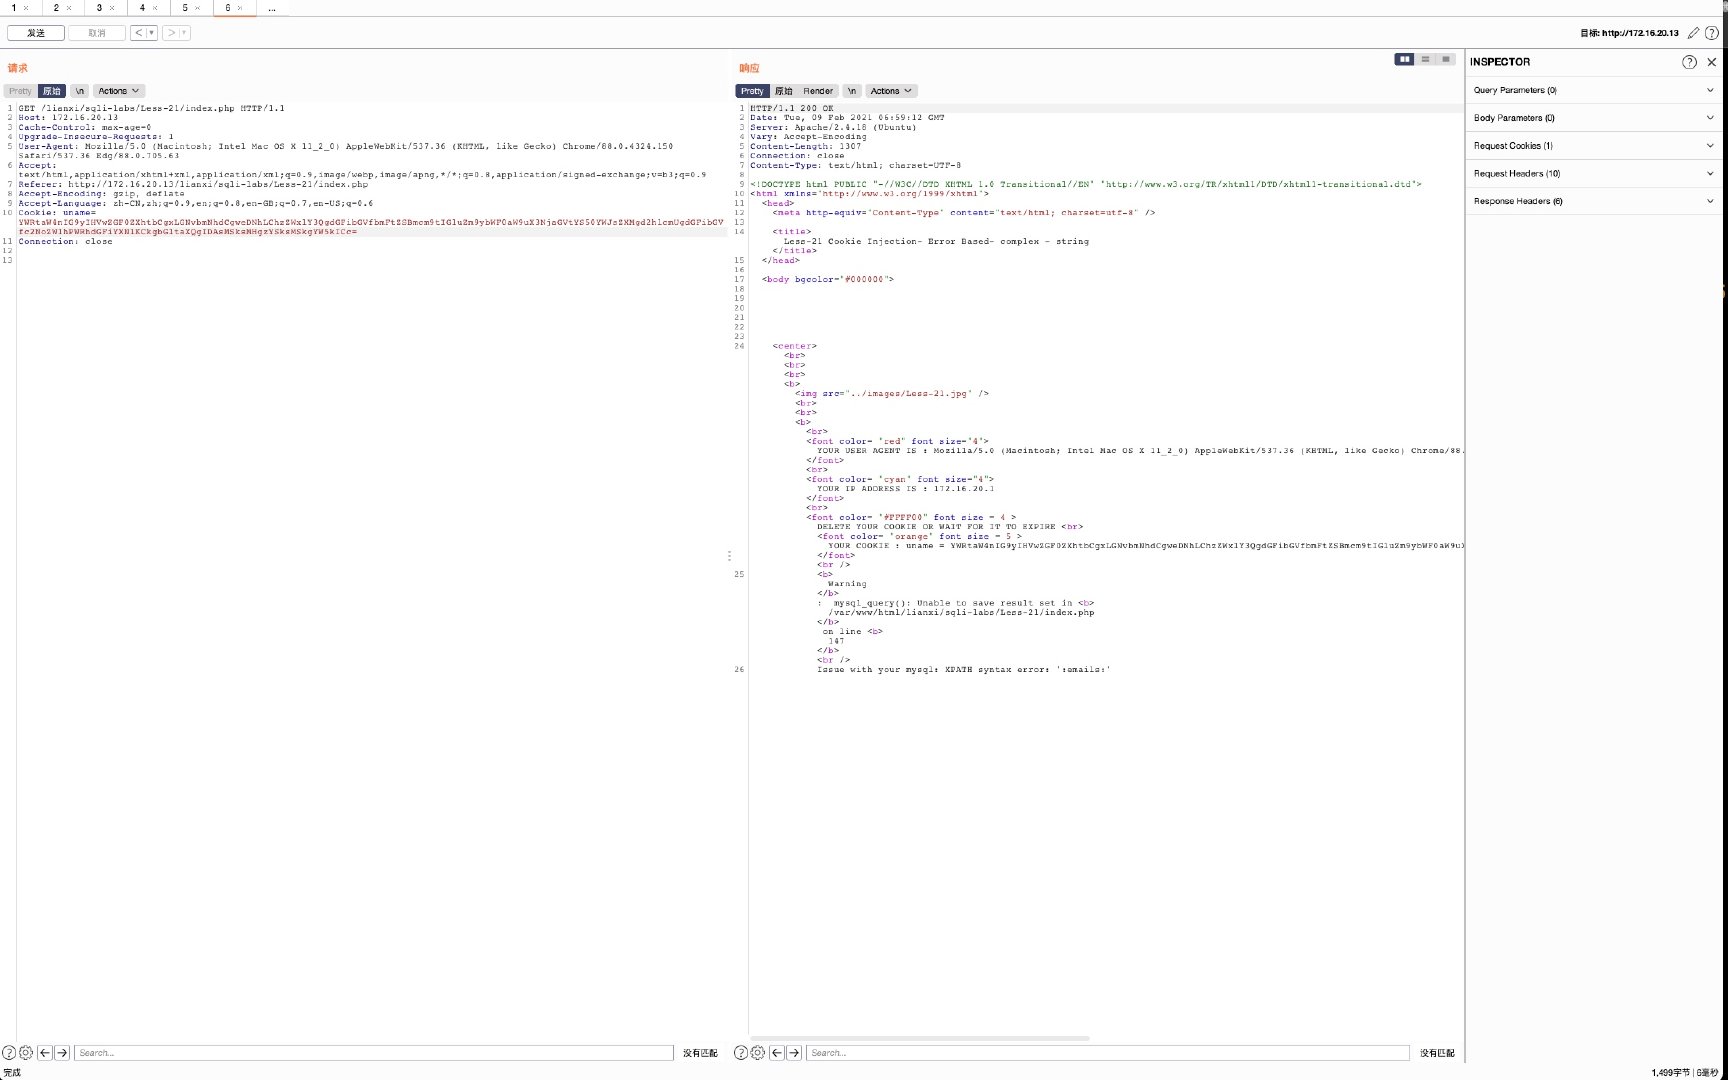 1 × 2 × 3 × 4 × 5 × 6 × ...
发送 取消 < >
目标: http://172.16.20.13
请求
Pretty 原始 \n Actions
1 GET /lianxi/sqli-labs/Less-21/index.php HTTP/1.1
2 Host: 172.16.20.13
3 Cache-Control: max-age=0
4 Upgrade-Insecure-Requests: 1
5 User-Agent: Mozilla/5.0 (Macintosh; Intel Mac OS X 11_2_0) AppleWebKit/537.36 (KHTML, like Gecko) Chrome/88.0.4324.150
Safari/537.36 Edg/88.0.705.63
6 Accept:
text/html,application/xhtml+xml,application/xml;q=0.9,image/webp,image/apng,*/*;q=0.8,application/signed-exchange;v=b3;q=0.9
7 Referer: http://172.16.20.13/lianxi/sqli-labs/Less-21/index.php
8 Accept-Encoding: gzip, deflate
9 Accept-Language: zh-CN,zh;q=0.9,en;q=0.8,en-GB;q=0.7,en-US;q=0.6
10 Cookie: uname=
11 Connection: close
12
13
Search...
没有匹配
完成
响应
Pretty 原始 Render \n Actions
1 HTTP/1.1 200 OK
2 Date: Tue, 09 Feb 2021 06:59:12 GMT
3 Server: Apache/2.4.18 (Ubuntu)
4 Vary: Accept-Encoding
5 Content-Length: 1307
6 Connection: close
7 Content-Type: text/html; charset=UTF-8
8
9 <!DOCTYPE html PUBLIC "-//W3C//DTD XHTML 1.0 Transitional//EN" "http://www.w3.org/TR/xhtml1/DTD/xhtml1-transitional.dtd">
10 <html xmlns="http://www.w3.org/1999/xhtml">
11 <head>
12 <meta http-equiv="Content-Type" content="text/html; charset=utf-8" />
13
14 <title>
Less-21 Cookie Injection- Error Based- complex - string
</title>
15 </head>
16
17 <body bgcolor="#000000">
18
19
20
21
22
23
24 <center>
<br>
<br>
<br>
<b>
<img src="../images/Less-21.jpg" />
<br>
<br>
<b>
<br>
<font color= "red" font size="4">
YOUR USER AGENT IS : Mozilla/5.0 (Macintosh; Intel Mac OS X 11_2_0) AppleWebKit/537.36 (KHTML, like Gecko) Chrome/88.
</font>
<br>
<font color= "cyan" font size="4">
YOUR IP ADDRESS IS : 172.16.20.1
</font>
<br>
<font color= "#FFFF00" font size = 4 >
DELETE YOUR COOKIE OR WAIT FOR IT TO EXPIRE <br>
<font color= "orange" font size = 5 >
YOUR COOKIE : uname =
</font>
<br />
25 <b>
Warning
</b>
: mysql_query(): Unable to save result set in <b>
/var/www/html/lianxi/sqli-labs/Less-21/index.php
</b>
on line <b>
147
</b>
<br />
26 Issue with your mysql: XPATH syntax error: ':emails:'
Search...
没有匹配
INSPECTOR
Query Parameters (0)
Body Parameters (0)
Request Cookies (1)
Request Headers (10)
Response Headers (6)
1,499字节 | 6毫秒